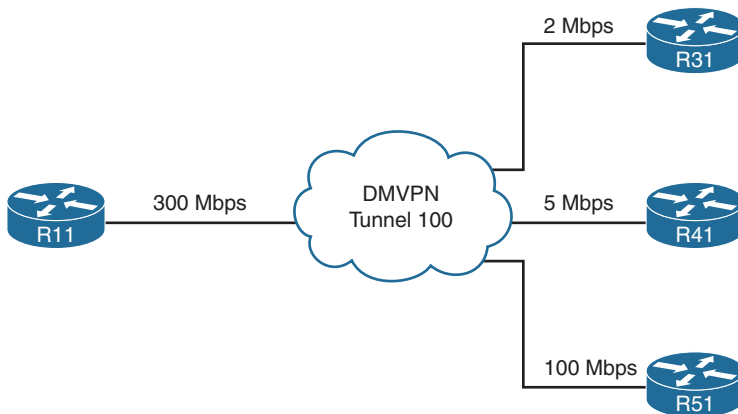 2 Mbps
R31
300 Mbps
R11
DMVPN
Tunnel 100
5 Mbps
R41
100 Mbps
R51